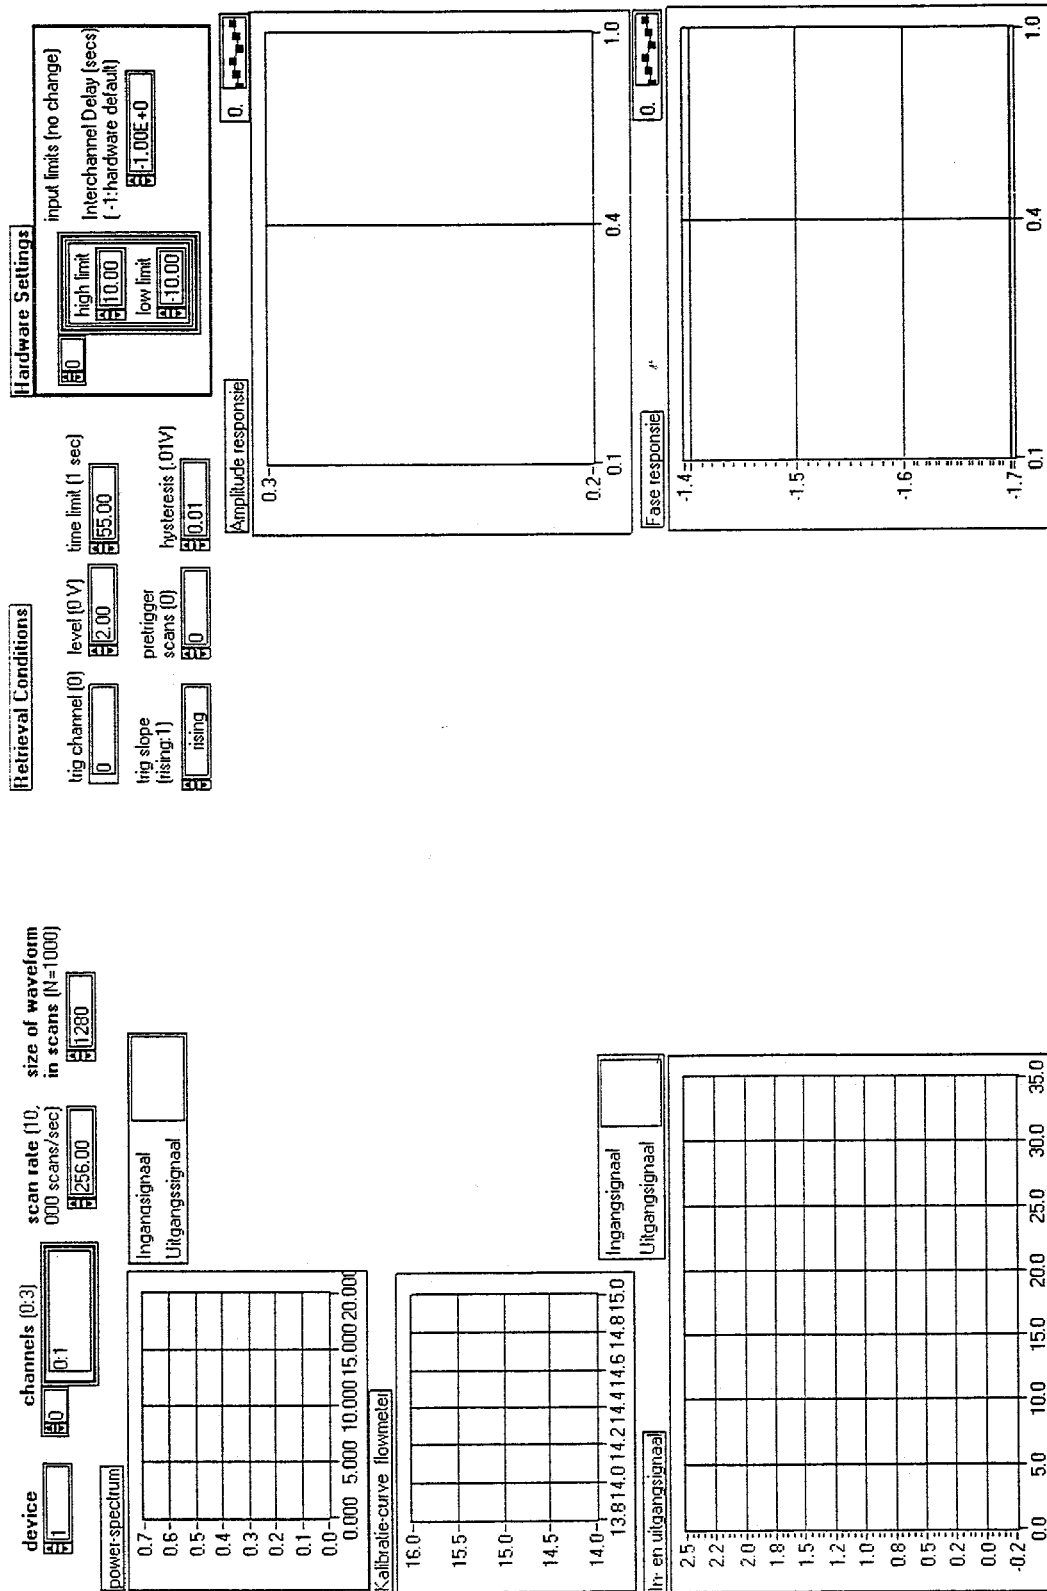 device
1
channels (0:3)
0
0:1
scan rate (10,
000 scans/sec)
256.00
size of waveform
in scans (N=1000)
1280
Retrieval Conditions
trig channel (0)
0
level (0 V)
2.00
time limit (1 sec)
55.00
trig slope
(rising:1)
rising
pretrigger
scans (0)
0
hysteresis (.01V)
0.01
Hardware Settings
0
high limit
10.00
low limit
-10.00
input limits (no change)
Interchannel Delay (secs)
( -1:hardware default)
-1.00E+0
power-spectrum
Ingangsignaal
Uitgangssignaal
0.7
0.6
0.5
0.4
0.3
0.2
0.1
0.0
0.000 5.000 10.000 15.000 20.000
Kalibratie-curve flowmeter
16.0
15.5
15.0
14.5
14.0
13.8 14.0 14.2 14.4 14.6 14.8 15.0
In- en uitgangsignaal
Ingangsignaal
Uitgangsignaal
2.5
2.2
2.0
1.8
1.5
1.2
1.0
0.8
0.5
0.2
0.0
-0.2
0.0 5.0 10.0 15.0 20.0 25.0 30.0 35.0
Amplitude responsie
0.
0.3
0.2
0.1 0.4 1.0
Fase responsie
0.
-1.4
-1.5
-1.6
-1.7
0.1 0.4 1.0